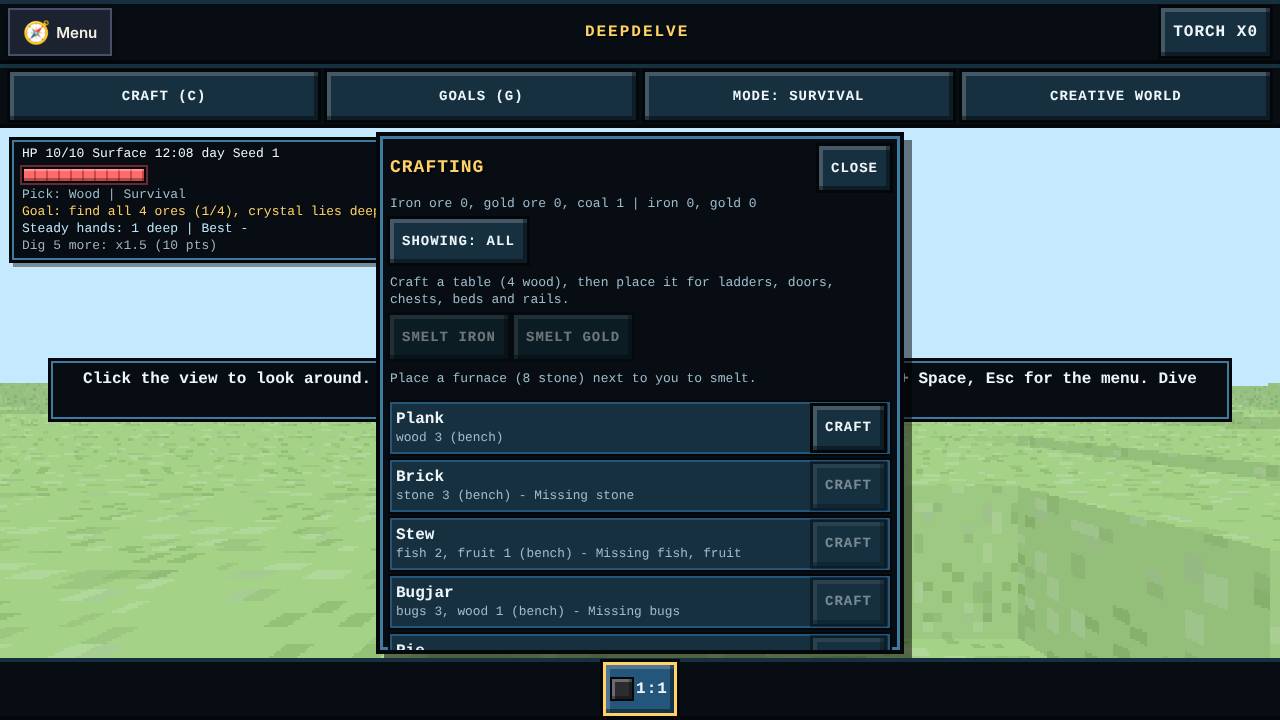 Menu
DEEPDELVE
TORCH X0
CRAFT (C)
GOALS (G)
MODE: SURVIVAL
CREATIVE WORLD
HP 10/10 Surface 12:08 day Seed 1
Pick: Wood | Survival
Goal: find all 4 ores (1/4), crystal lies deep
Steady hands: 1 deep | Best -
Dig 5 more: x1.5 (10 pts)
CRAFTING
CLOSE
Iron ore 0, gold ore 0, coal 1 | iron 0, gold 0
SHOWING: ALL
Craft a table (4 wood), then place it for ladders, doors,
chests, beds and rails.
SMELT IRON
SMELT GOLD
Place a furnace (8 stone) next to you to smelt.
Click the view to look around.
Space, Esc for the menu. Dive
Plank
wood 3 (bench)
CRAFT
Brick
stone 3 (bench) - Missing stone
CRAFT
Stew
fish 2, fruit 1 (bench) - Missing fish, fruit
CRAFT
Bugjar
bugs 3, wood 1 (bench) - Missing bugs
CRAFT
Pie
1:1